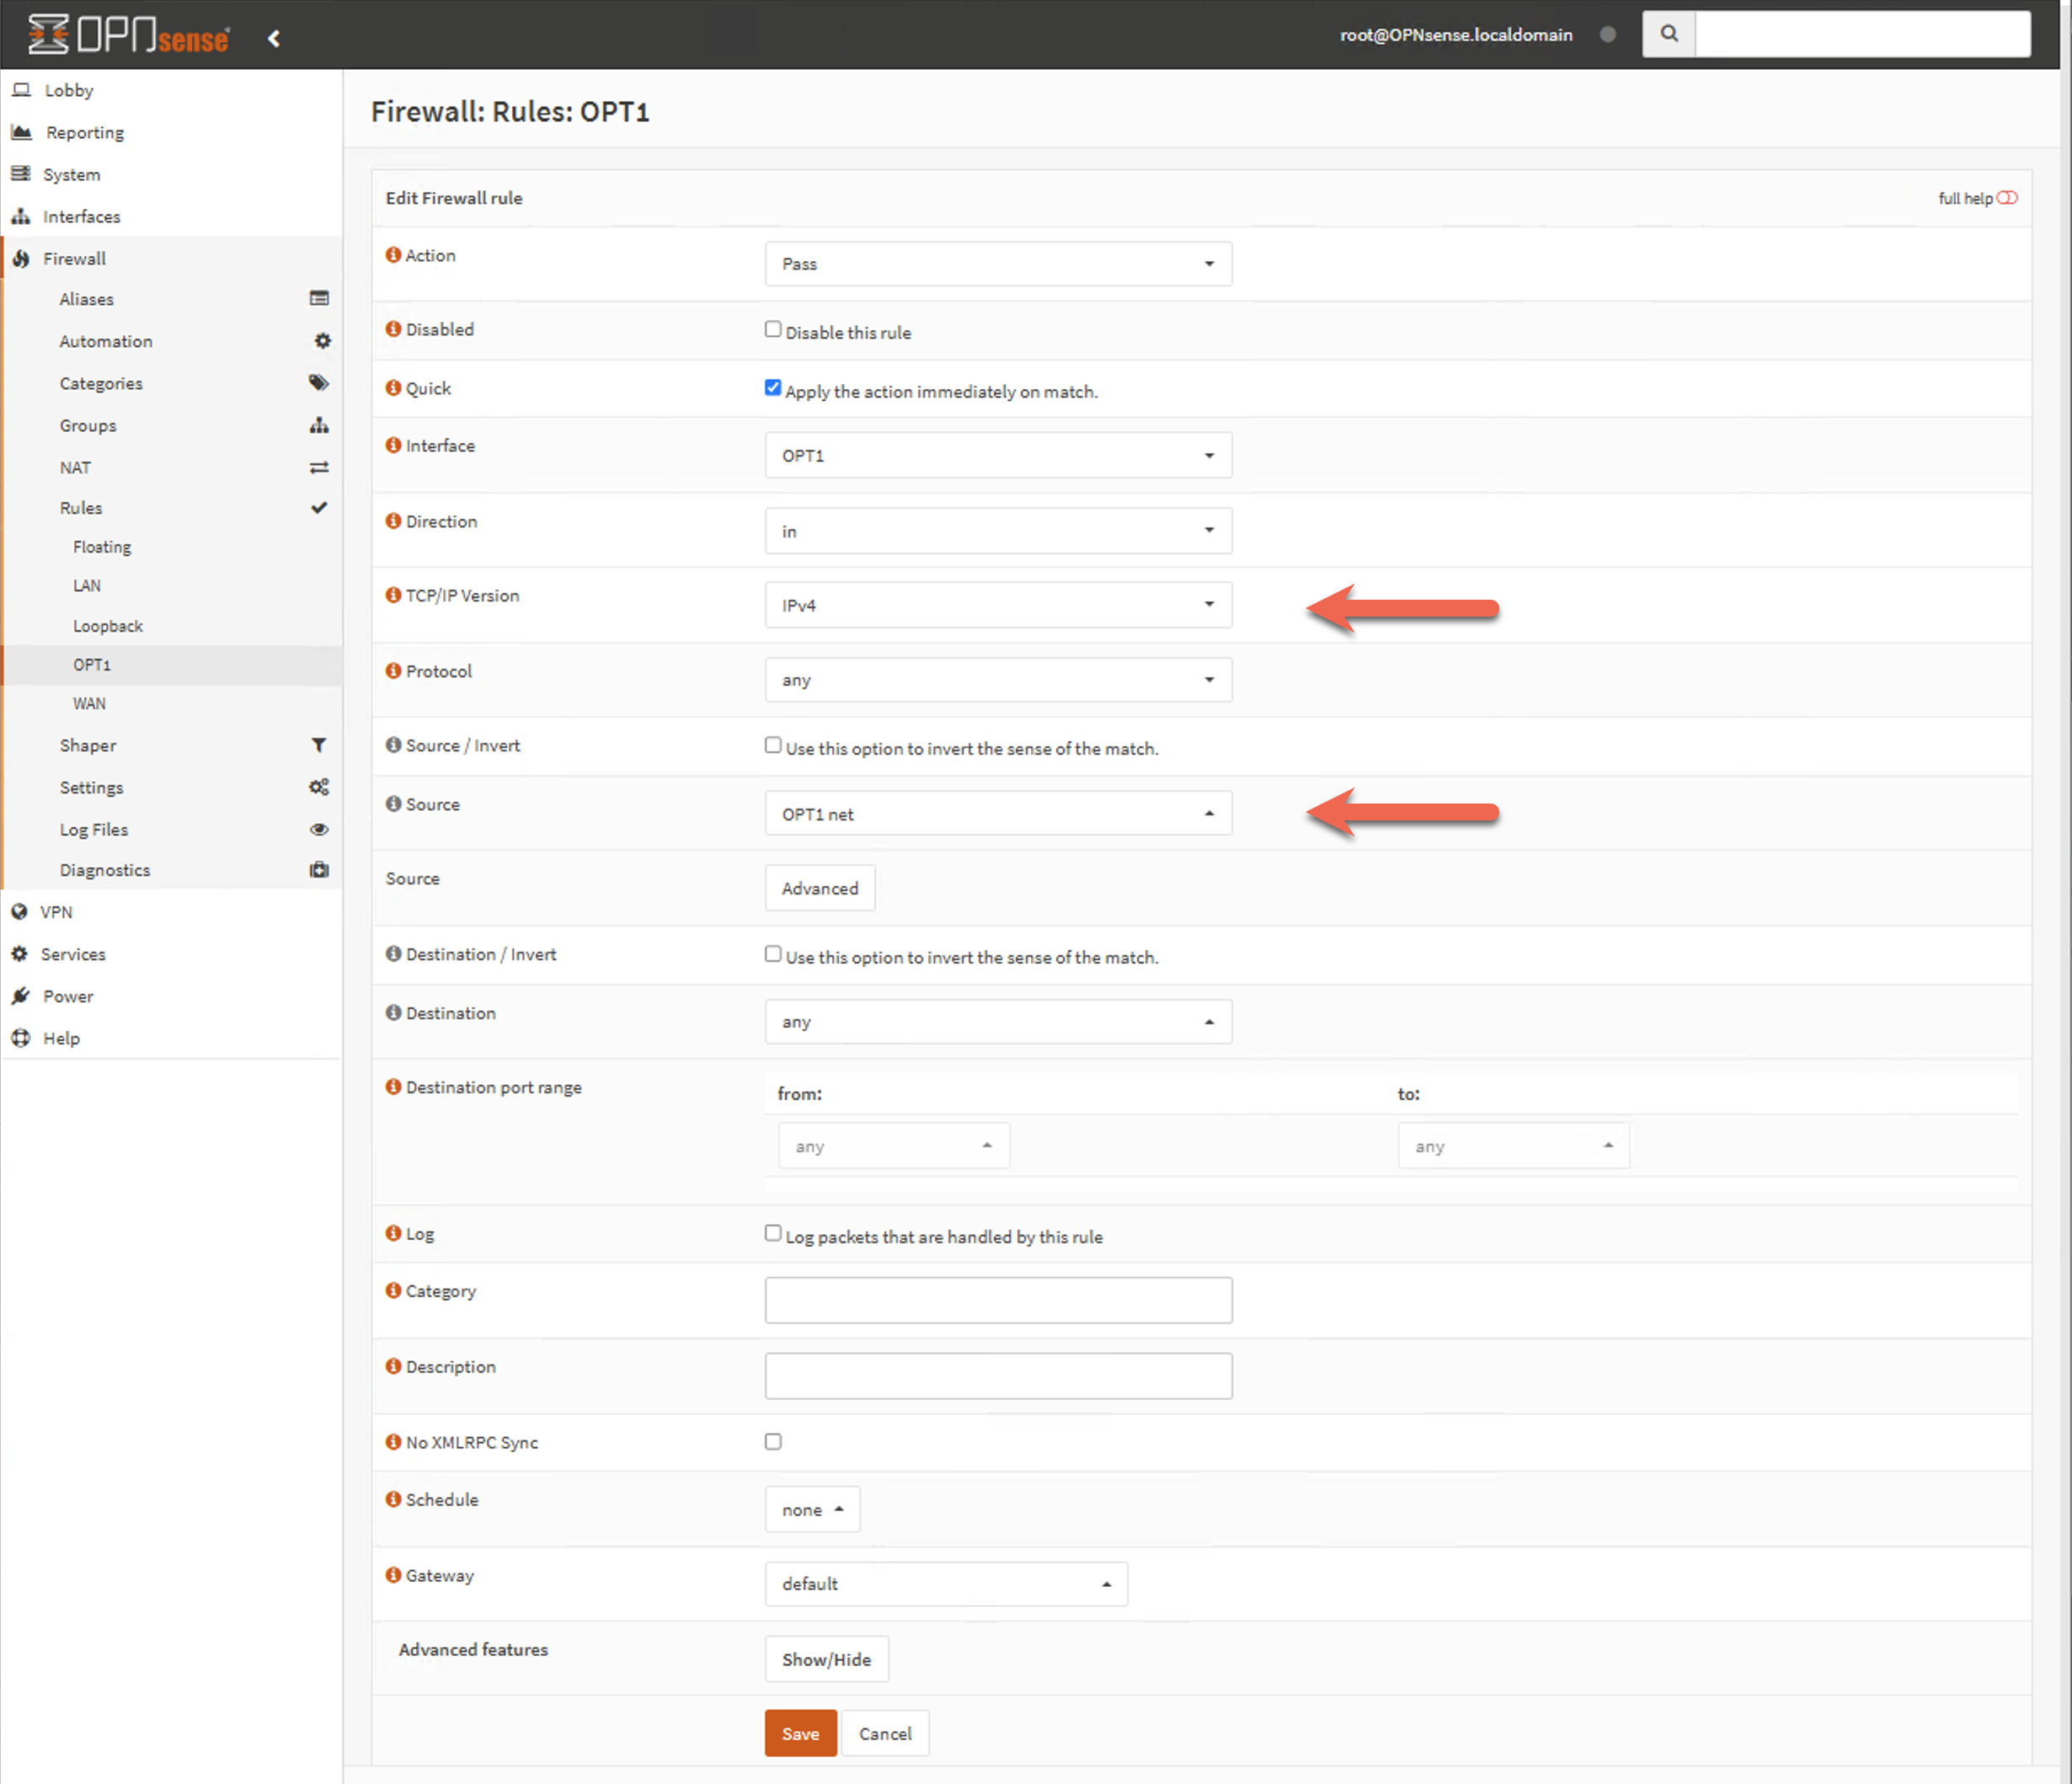 OPNsense
root@OPNsense.localdomain
Lobby
Reporting
System
Interfaces
Firewall
Aliases
Automation
Categories
Groups
NAT
Rules
Floating
LAN
Loopback
OPT1
WAN
Shaper
Settings
Log Files
Diagnostics
VPN
Services
Power
Help
Firewall: Rules: OPT1
Edit Firewall rule full help
Action Pass
Disabled Disable this rule
Quick Apply the action immediately on match.
Interface OPT1
Direction in
TCP/IP Version IPv4
Protocol any
Source / Invert Use this option to invert the sense of the match.
Source OPT1 net
Source Advanced
Destination / Invert Use this option to invert the sense of the match.
Destination any
Destination port range from: to:
any any
Log Log packets that are handled by this rule
Category
Description
No XMLRPC Sync
Schedule none
Gateway default
Advanced features Show/Hide
Save Cancel